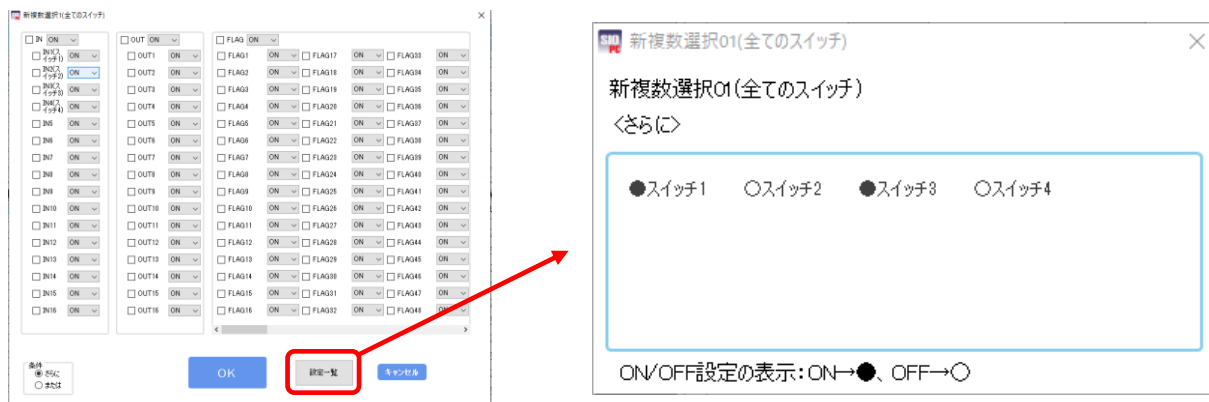 新複数選択1(全てのスイッチ)
IN ON OUT ON FLAG ON
IN1(スイッチ1) ON OUT1 ON FLAG1 ON FLAG17 ON FLAG33 ON
IN2(スイッチ2) ON OUT2 ON FLAG2 ON FLAG18 ON FLAG34 ON
IN3(スイッチ3) ON OUT3 ON FLAG3 ON FLAG19 ON FLAG35 ON
IN4(スイッチ4) ON OUT4 ON FLAG4 ON FLAG20 ON FLAG36 ON
IN5 ON OUT5 ON FLAG5 ON FLAG21 ON FLAG37 ON
IN6 ON OUT6 ON FLAG6 ON FLAG22 ON FLAG38 ON
IN7 ON OUT7 ON FLAG7 ON FLAG23 ON FLAG39 ON
IN8 ON OUT8 ON FLAG8 ON FLAG24 ON FLAG40 ON
IN9 ON OUT9 ON FLAG9 ON FLAG25 ON FLAG41 ON
IN10 ON OUT10 ON FLAG10 ON FLAG26 ON FLAG42 ON
IN11 ON OUT11 ON FLAG11 ON FLAG27 ON FLAG43 ON
IN12 ON OUT12 ON FLAG12 ON FLAG28 ON FLAG44 ON
IN13 ON OUT13 ON FLAG13 ON FLAG29 ON FLAG45 ON
IN14 ON OUT14 ON FLAG14 ON FLAG30 ON FLAG46 ON
IN15 ON OUT15 ON FLAG15 ON FLAG31 ON FLAG47 ON
IN16 ON OUT16 ON FLAG16 ON FLAG32 ON FLAG48 ON
条件
さらに
または
OK
設定一覧
キャンセル
SIO PC 新複数選択01(全てのスイッチ)
新複数選択01(全てのスイッチ)
<さらに>
●スイッチ1 ○スイッチ2 ●スイッチ3 ○スイッチ4
ON/OFF設定の表示:ON→●、OFF→○